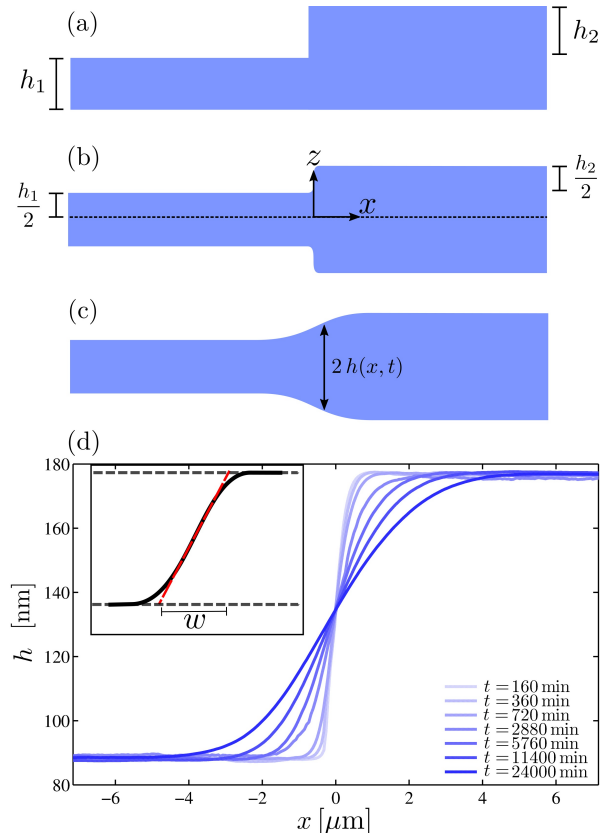 (a)
h₁
h₂
(b)
h₁/2
z
x
h₂/2
(c)
2 h(x, t)
(d)
180
160
140
120
100
80
h [nm]
w
t = 160 min
t = 360 min
t = 720 min
t = 2880 min
t = 5760 min
t = 11400 min
t = 24000 min
−6 −4 −2 0 2 4 6
x [μm]